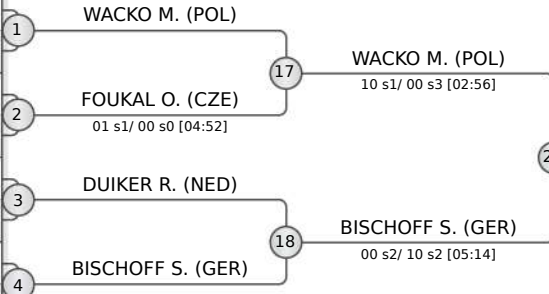 WACKO M. (POL)
1
17
WACKO M. (POL)
10 s1/ 00 s3 [02:56]
FOUKAL O. (CZE)
2
01 s1/ 00 s0 [04:52]
2
DUIKER R. (NED)
3
18
BISCHOFF S. (GER)
00 s2/ 10 s2 [05:14]
BISCHOFF S. (GER)
4